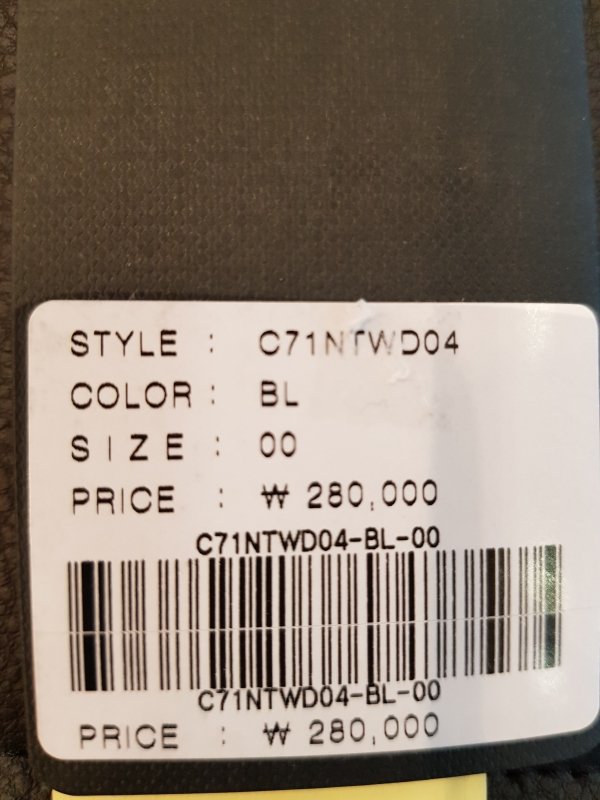 STYLE : C71NTWD04
COLOR : BL
SIZE : 00
PRICE : ₩ 280,000
C71NTWD04-BL-00
C71NTWD04-BL-00
PRICE : ₩ 280,000